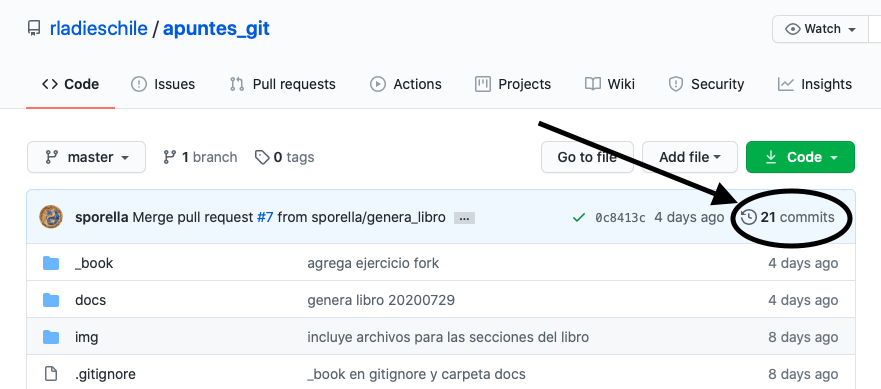 rladieschile / apuntes_git
Watch
Code Issues Pull requests Actions Projects Wiki Security Insights
master 1 branch 0 tags Go to file Add file Code
sporella Merge pull request #7 from sporella/genera_libro ... 0c8413c 4 days ago 21 commits
_book agrega ejercicio fork 4 days ago
docs genera libro 20200729 4 days ago
img incluye archivos para las secciones del libro 8 days ago
.gitignore _book en gitignore y carpeta docs 8 days ago